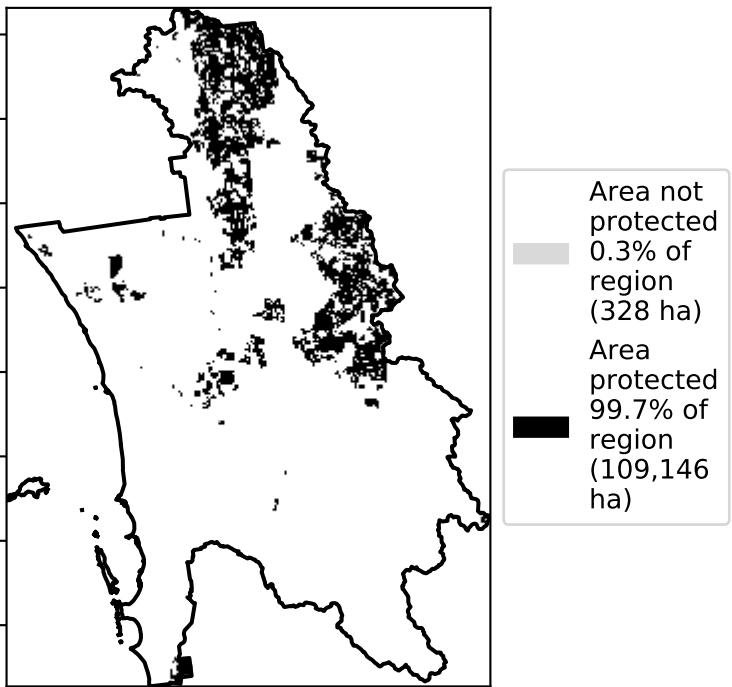 Area not
protected
0.3% of
region
(328 ha)
Area
protected
99.7% of
region
(109,146
ha)